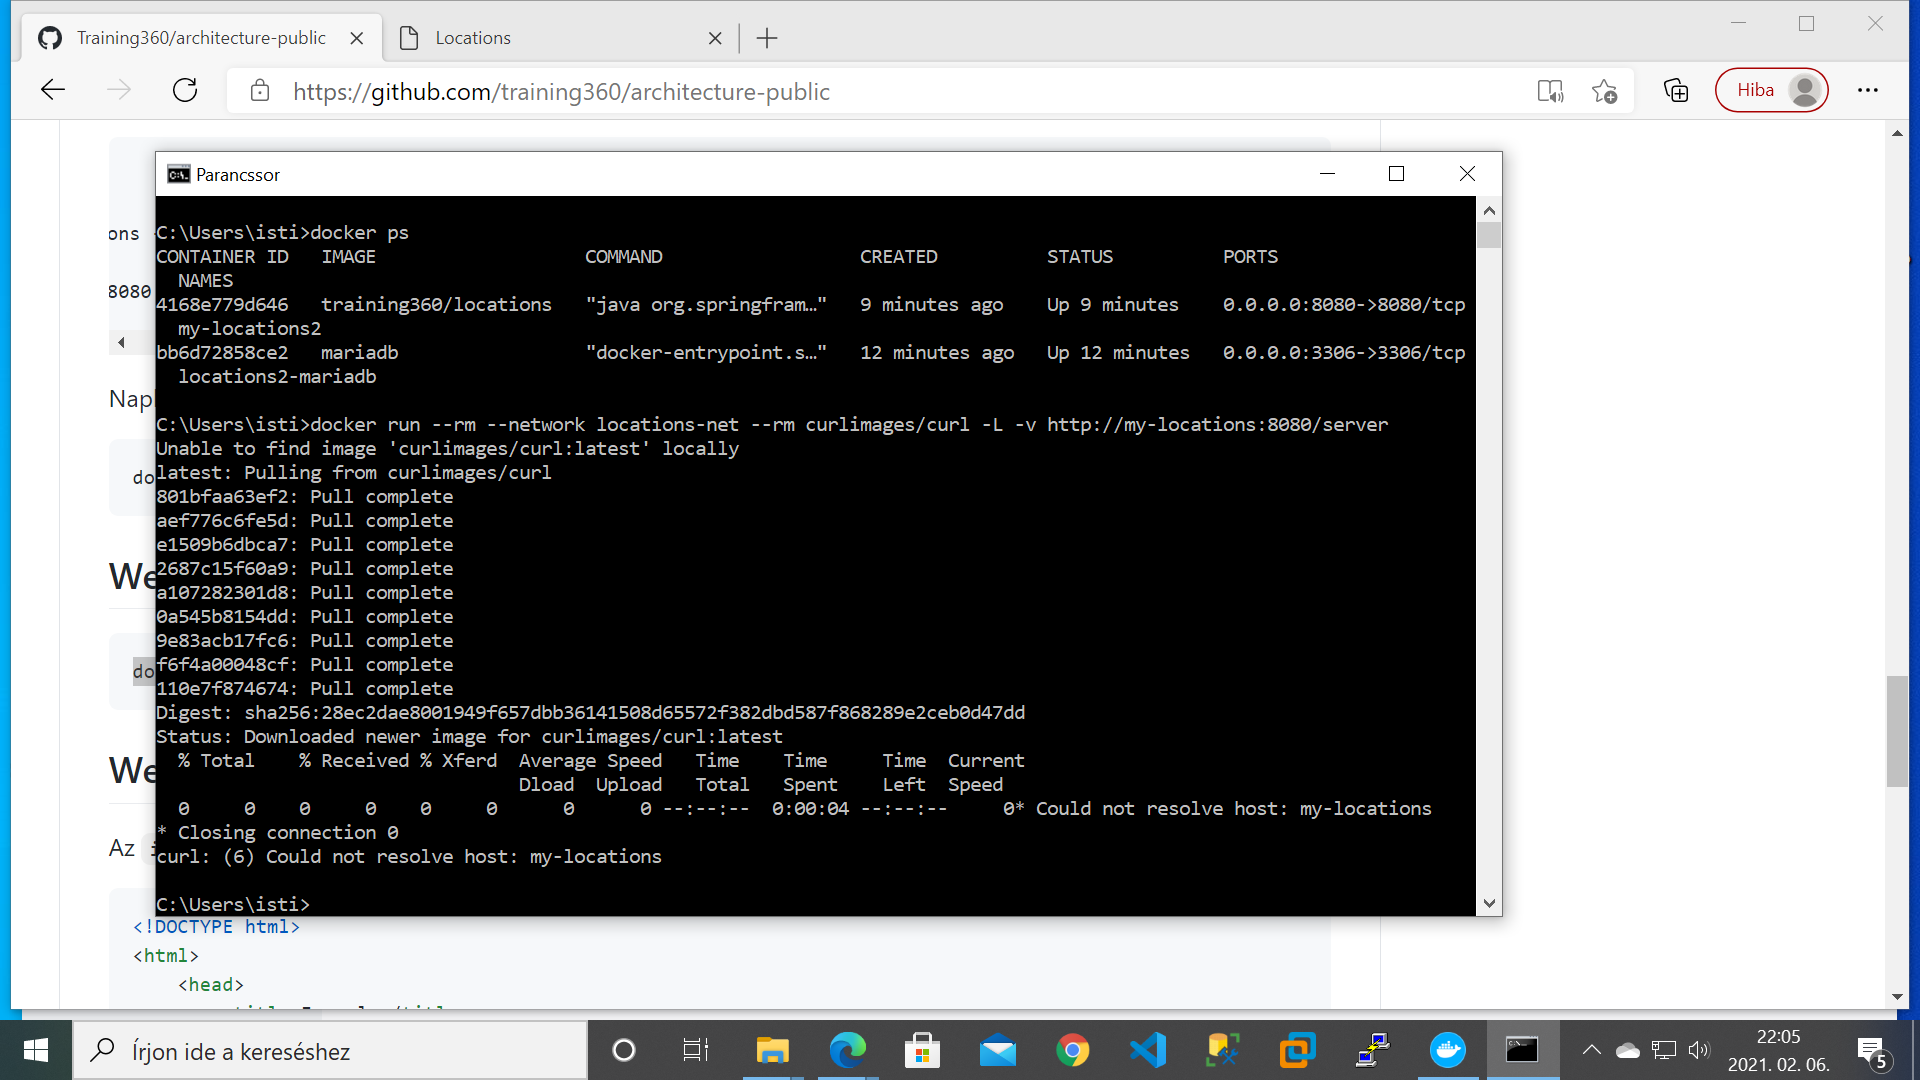 Training360/architecture-public
Locations
https://github.com/training360/architecture-public
Hiba
Parancssor
ons
8080
Nap
do
We
do
We
Az
C:\Users\isti>docker ps
CONTAINER ID   IMAGE                   COMMAND                  CREATED          STATUS          PORTS
  NAMES
4168e779d646   training360/locations   "java org.springfram…"   9 minutes ago    Up 9 minutes    0.0.0.0:8080->8080/tcp
  my-locations2
bb6d72858ce2   mariadb                 "docker-entrypoint.s…"   12 minutes ago   Up 12 minutes   0.0.0.0:3306->3306/tcp
  locations2-mariadb
C:\Users\isti>docker run --rm --network locations-net --rm curlimages/curl -L -v http://my-locations:8080/server
Unable to find image 'curlimages/curl:latest' locally
latest: Pulling from curlimages/curl
801bfaa63ef2: Pull complete
aef776c6fe5d: Pull complete
e1509b6dbca7: Pull complete
2687c15f60a9: Pull complete
a107282301d8: Pull complete
0a545b8154dd: Pull complete
9e83acb17fc6: Pull complete
f6f4a00048cf: Pull complete
110e7f874674: Pull complete
Digest: sha256:28ec2dae8001949f657dbb36141508d65572f382dbd587f868289e2ceb0d47dd
Status: Downloaded newer image for curlimages/curl:latest
  % Total    % Received % Xferd  Average Speed   Time    Time     Time  Current
                                 Dload  Upload   Total   Spent    Left  Speed
  0     0    0     0    0     0      0      0 --:--:--  0:00:04 --:--:--     0* Could not resolve host: my-locations
* Closing connection 0
curl: (6) Could not resolve host: my-locations
C:\Users\isti>
<!DOCTYPE html>
<html>
<head>
Írjon ide a kereséshez
22:05
2021. 02. 06.
5